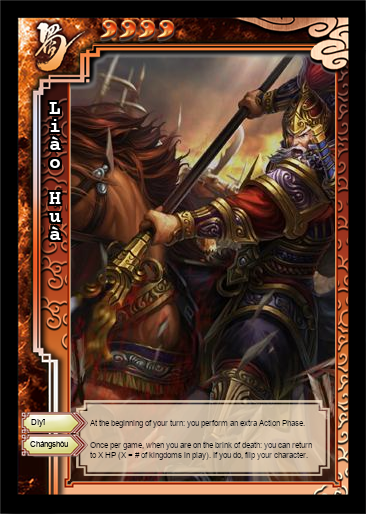 蜀
Liào Huà
Dìyī
At the beginning of your turn: you perform an extra Action Phase.
Chángshòu
Once per game, when you are on the brink of death: you can return
to X HP (X = # of kingdoms in play). If you do, flip your character.